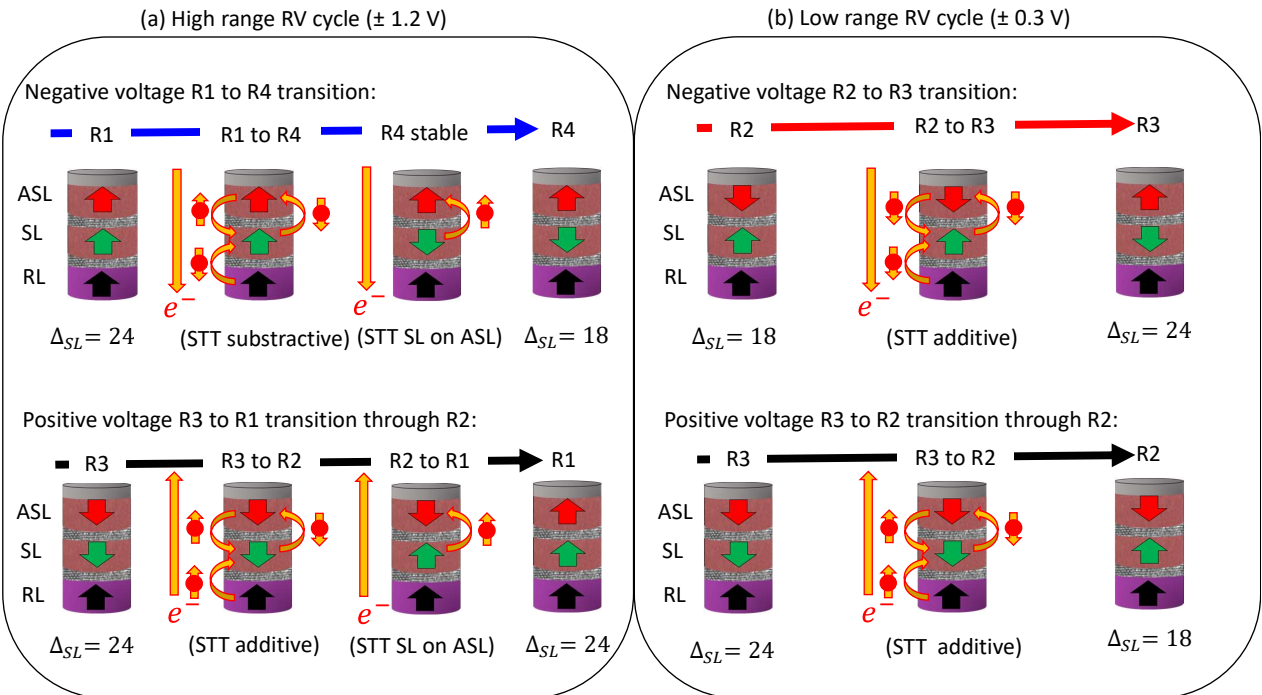 (a) High range RV cycle (± 1.2 V)
Negative voltage R1 to R4 transition:
R1 R1 to R4 R4 stable R4
ASL
SL
RL
e⁻ e⁻
Δ_SL = 24 (STT substractive) (STT SL on ASL) Δ_SL = 18
Positive voltage R3 to R1 transition through R2:
R3 R3 to R2 R2 to R1 R1
ASL
SL
RL
e⁻ e⁻
Δ_SL = 24 (STT additive) (STT SL on ASL) Δ_SL = 24
(b) Low range RV cycle (± 0.3 V)
Negative voltage R2 to R3 transition:
R2 R2 to R3 R3
ASL
SL
RL
e⁻
Δ_SL = 18 (STT additive) Δ_SL = 24
Positive voltage R3 to R2 transition through R2:
R3 R3 to R2 R2
ASL
SL
RL
e⁻
Δ_SL = 24 (STT additive) Δ_SL = 18